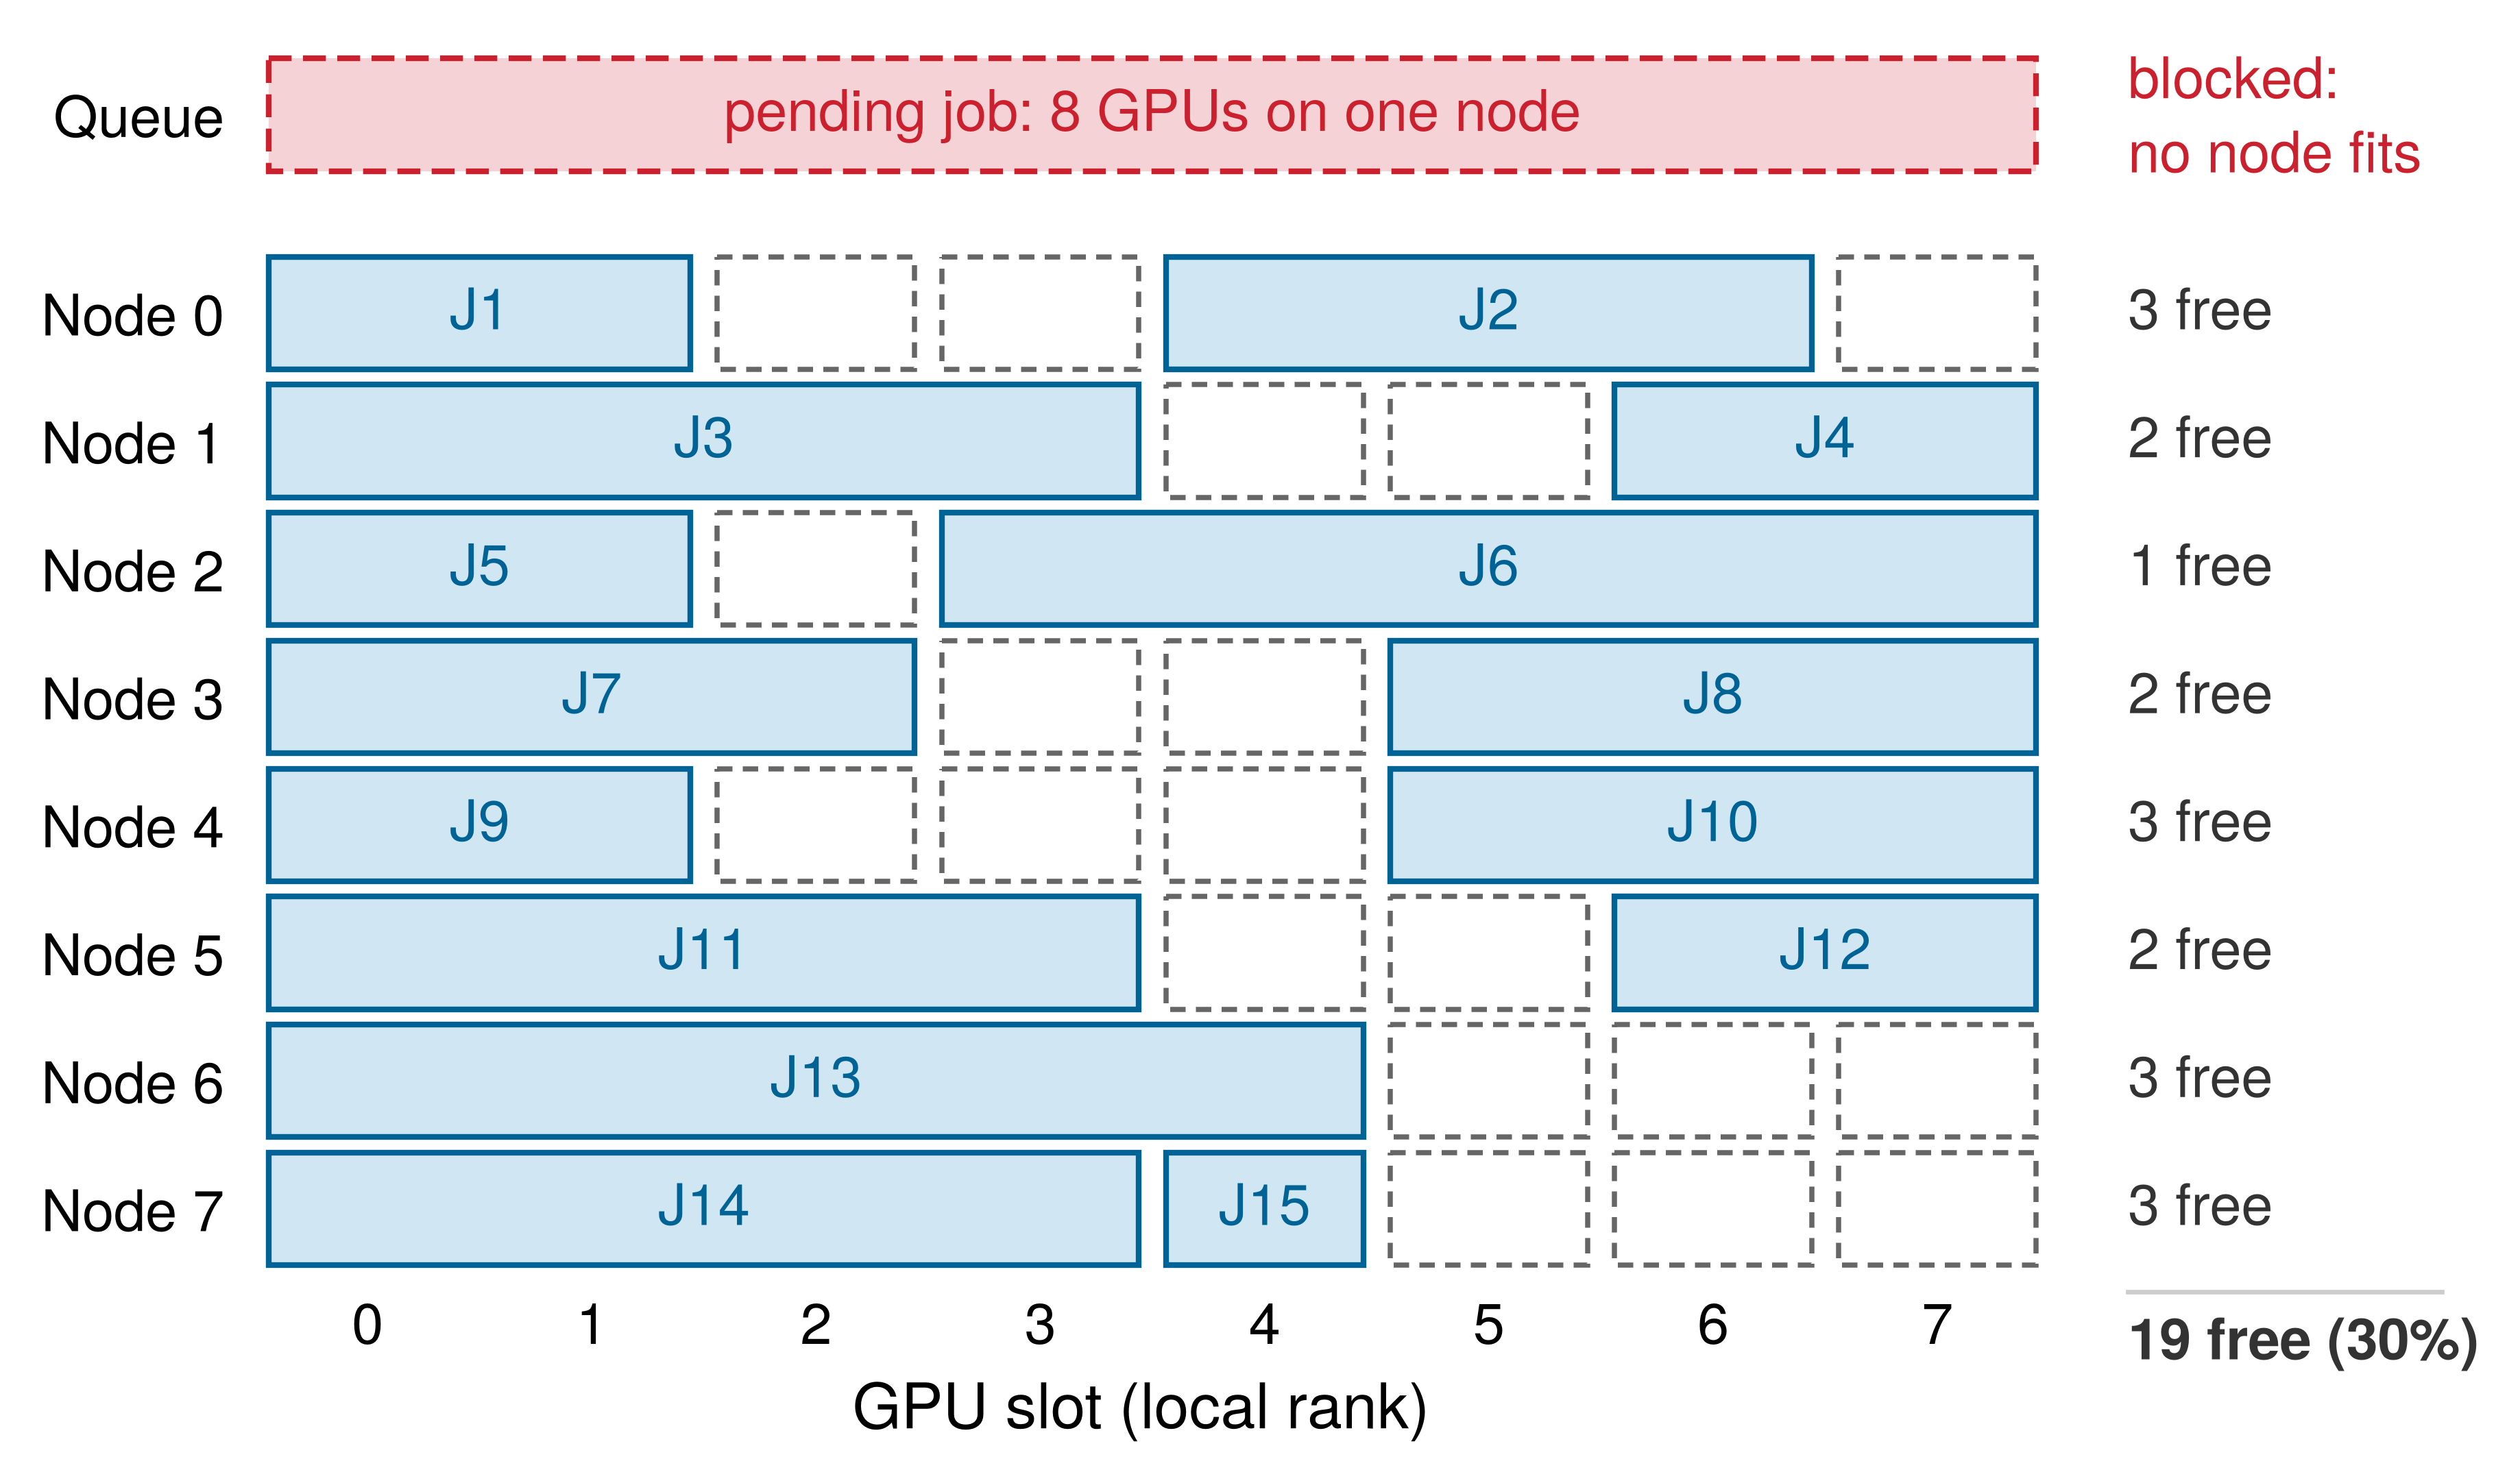 Queue
pending job: 8 GPUs on one node
blocked:
no node fits
Node 0
J1
J2
3 free
Node 1
J3
J4
2 free
Node 2
J5
J6
1 free
Node 3
J7
J8
2 free
Node 4
J9
J10
3 free
Node 5
J11
J12
2 free
Node 6
J13
3 free
Node 7
J14
J15
3 free
0 1 2 3 4 5 6 7
19 free (30%)
GPU slot (local rank)